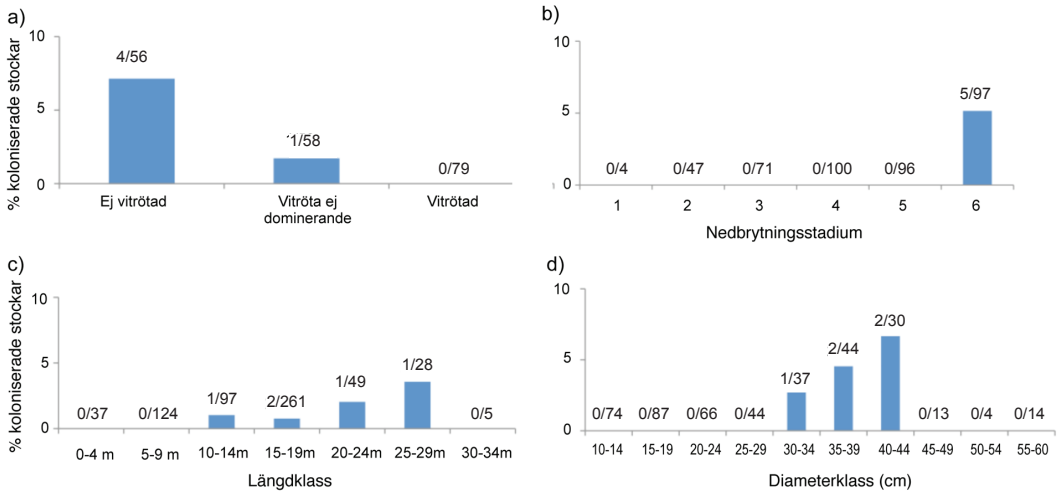 a)
% koloniserade stockar
10
5
0
4/56
1/58
0/79
Ej vitrötad
Vitröta ej
dominerande
Vitrötad
b)
10
5
0
0/4
0/47
0/71
0/100
0/96
5/97
1
2
3
4
5
6
Nedbrytningsstadium
c)
% koloniserade stockar
10
5
0
0/37
0/124
1/97
2/261
1/49
1/28
0/5
0-4 m
5-9 m
10-14m
15-19m
20-24m
25-29m
30-34m
Längdklass
d)
10
5
0
0/74
0/87
0/66
0/44
1/37
2/44
2/30
0/13
0/4
0/14
10-14
15-19
20-24
25-29
30-34
35-39
40-44
45-49
50-54
55-60
Diameterklass (cm)